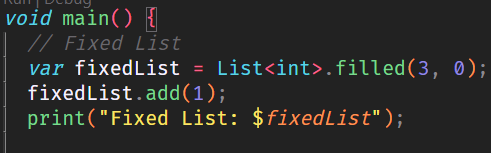 Run | Debug
void main() {
// Fixed List
var fixedList = List<int>.filled(3, 0);
fixedList.add(1);
print("Fixed List: $fixedList");